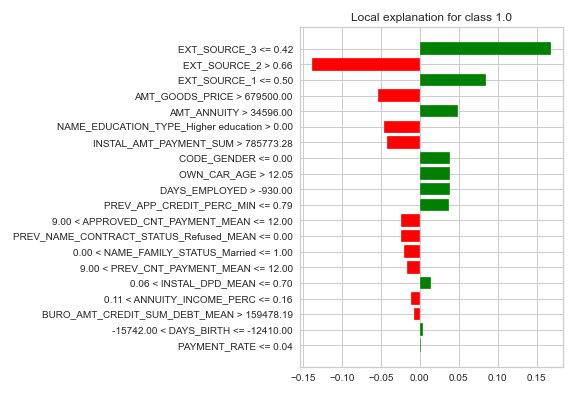 Local explanation for class 1.0
EXT_SOURCE_3 <= 0.42
EXT_SOURCE_2 > 0.66
EXT_SOURCE_1 <= 0.50
AMT_GOODS_PRICE > 679500.00
AMT_ANNUITY > 34596.00
NAME_EDUCATION_TYPE_Higher education > 0.00
INSTAL_AMT_PAYMENT_SUM > 785773.28
CODE_GENDER <= 0.00
OWN_CAR_AGE > 12.05
DAYS_EMPLOYED > -930.00
PREV_APP_CREDIT_PERC_MIN <= 0.79
9.00 < APPROVED_CNT_PAYMENT_MEAN <= 12.00
PREV_NAME_CONTRACT_STATUS_Refused_MEAN <= 0.00
0.00 < NAME_FAMILY_STATUS_Married <= 1.00
9.00 < PREV_CNT_PAYMENT_MEAN <= 12.00
0.06 < INSTAL_DPD_MEAN <= 0.70
0.11 < ANNUITY_INCOME_PERC <= 0.16
BURO_AMT_CREDIT_SUM_DEBT_MEAN > 159478.19
-15742.00 < DAYS_BIRTH <= -12410.00
PAYMENT_RATE <= 0.04
−0.15 −0.10 −0.05 0.00 0.05 0.10 0.15